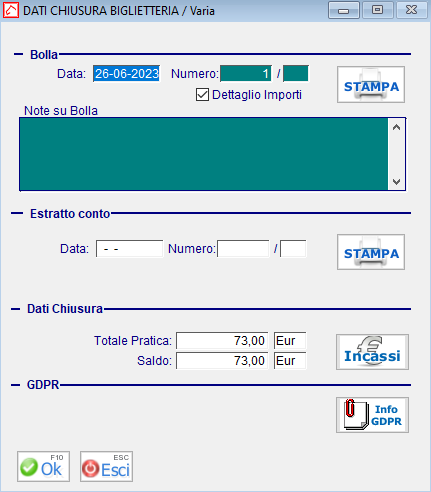 DATI CHIUSURA BIGLIETTERIA / Varia
Bolla
Data: 26-06-2023 Numero: 1 /
STAMPA
Dettaglio Importi
Note su Bolla
Estratto conto
Data: - - Numero: /
STAMPA
Dati Chiusura
Totale Pratica: 73,00 Eur
Saldo: 73,00 Eur
€ Incassi
GDPR
Info
GDPR
F10
Ok
ESC
Esci